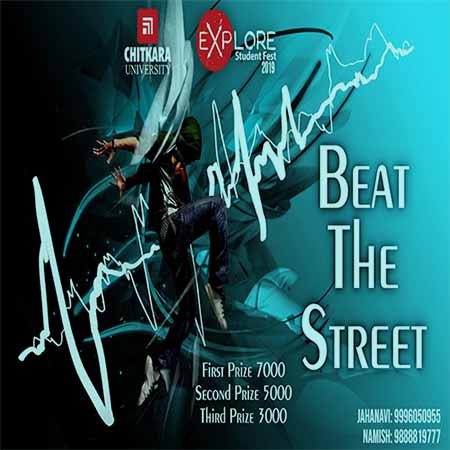 CHITKARA
UNIVERSITY
EXPLORE
Student Fest
2019
BEAT
THE
STREET
FIRST PRIZE 7000
SECOND PRIZE 5000
THIRD PRIZE 3000
JAHANAVI: 9996050955
NAMISH: 9888819777